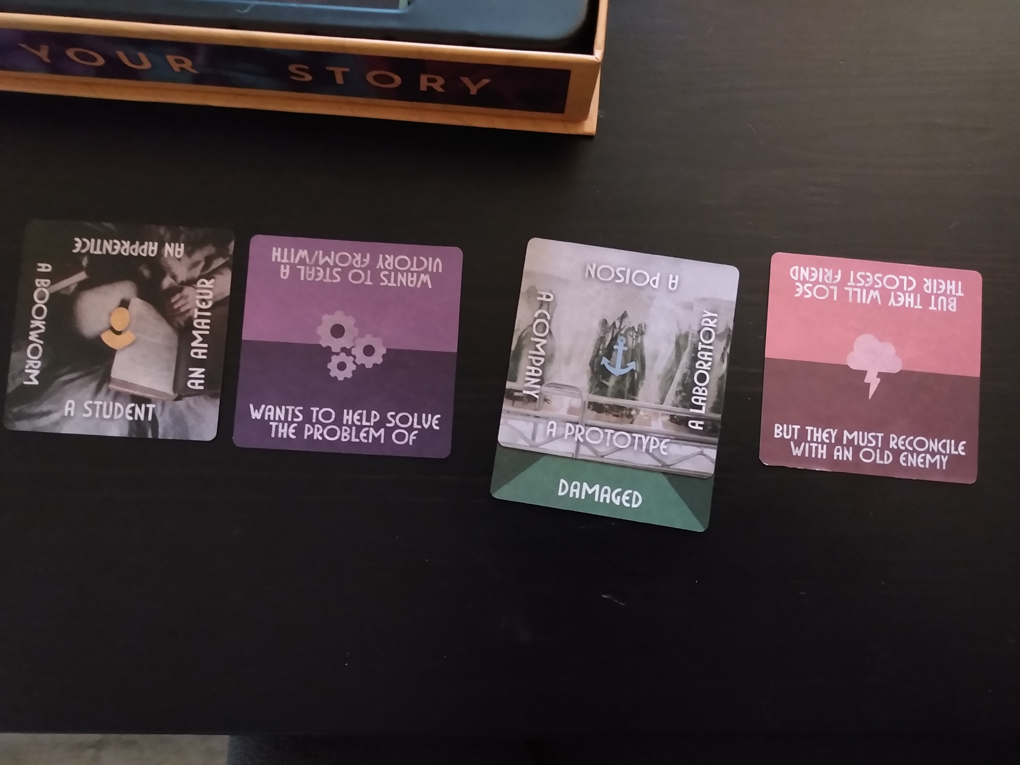 YOUR STORY
AN APPRENTICE
A BOOKWORM
AN AMATEUR
A STUDENT
WANTS TO STEAL A
VICTORY FROM/WITH
WANTS TO HELP SOLVE
THE PROBLEM OF
A POISON
A COMPANY
A LABORATORY
A PROTOTYPE
DAMAGED
BUT THEY WILL LOSE
THEIR CLOSEST FRIEND
BUT THEY MUST RECONCILE
WITH AN OLD ENEMY